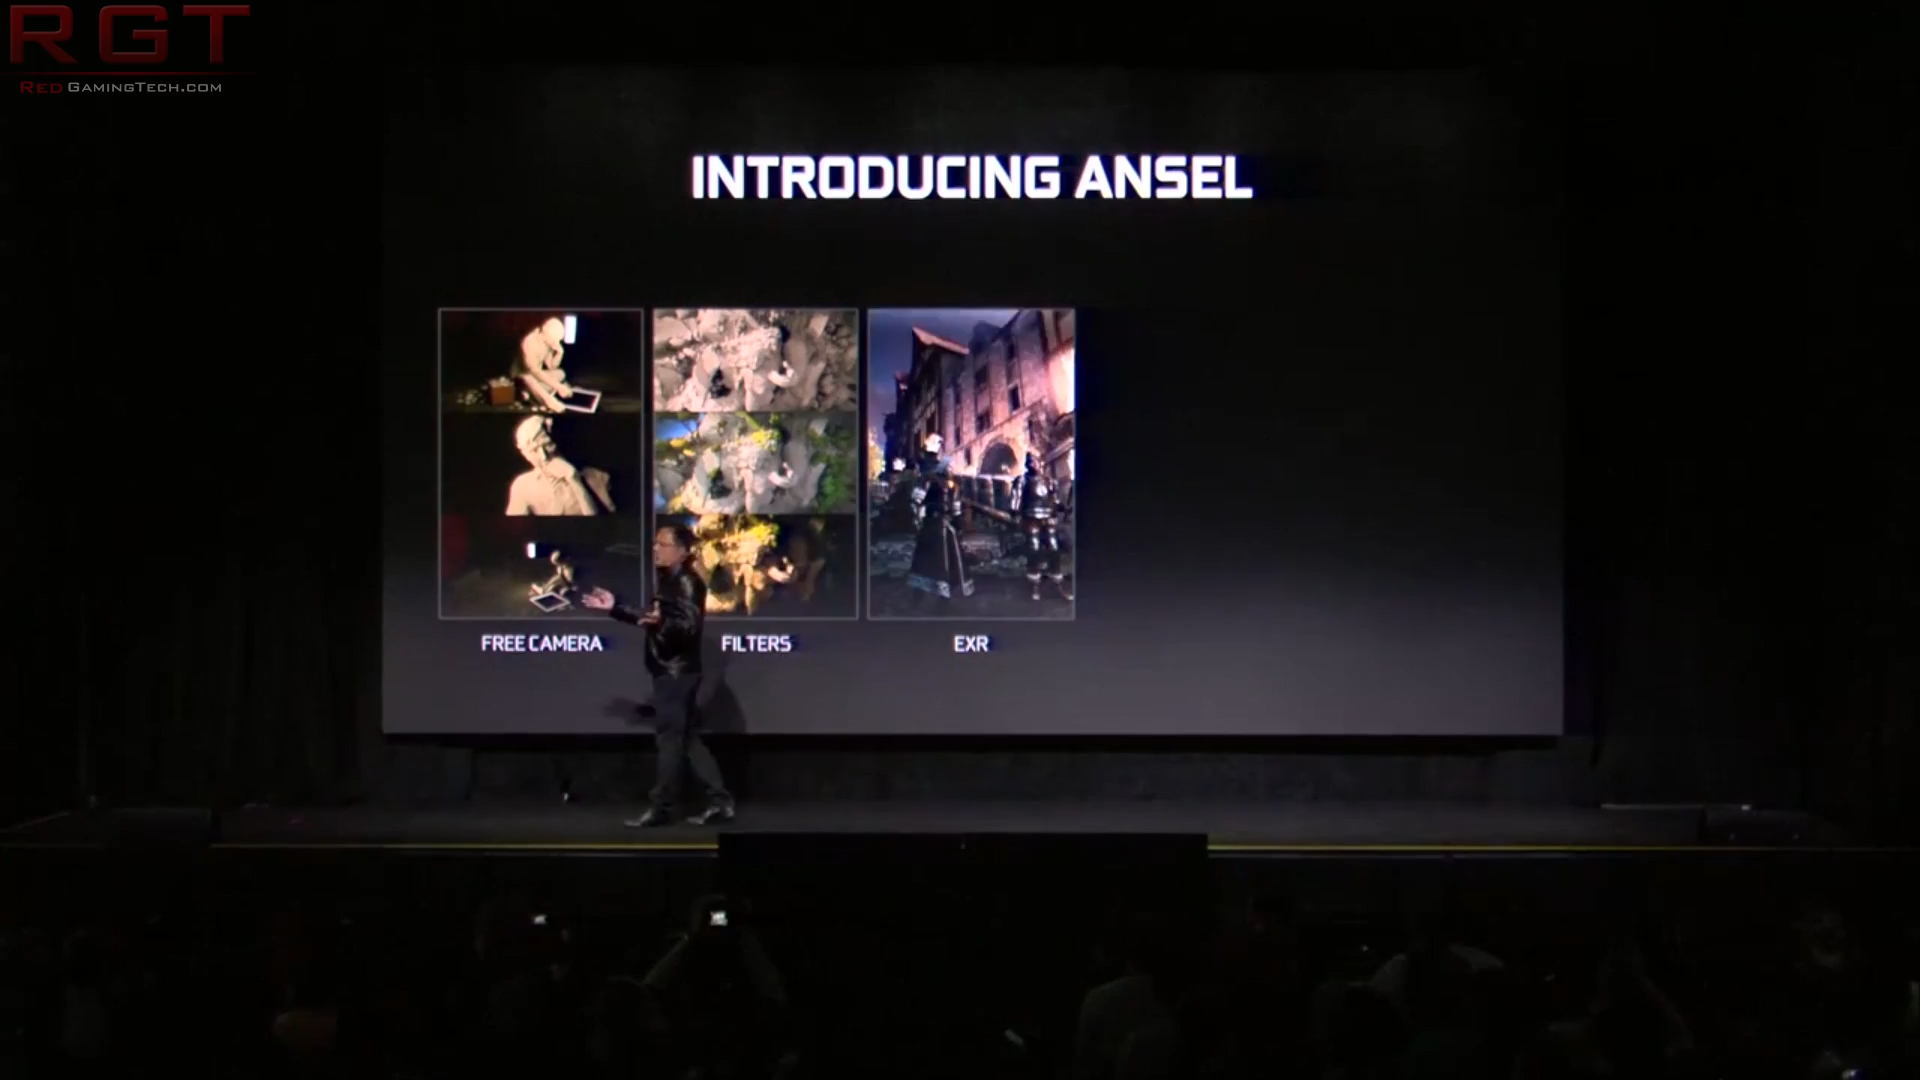 RGT
REDGAMINGTECH.COM
INTRODUCING ANSEL
FREE CAMERA
FILTERS
EXR